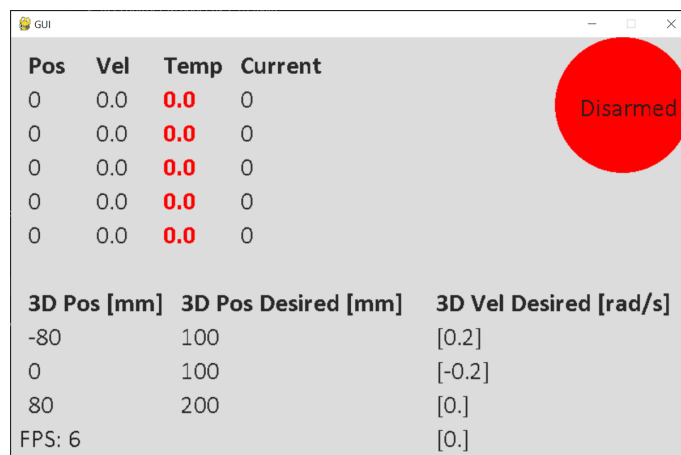 GUI
Pos Vel Temp Current
0 0.0 0.0 0
Disarmed
0 0.0 0.0 0
0 0.0 0.0 0
0 0.0 0.0 0
0 0.0 0.0 0
3D Pos [mm] 3D Pos Desired [mm] 3D Vel Desired [rad/s]
-80 100 [0.2]
0 100 [-0.2]
80 200 [0.]
FPS: 6 [0.]